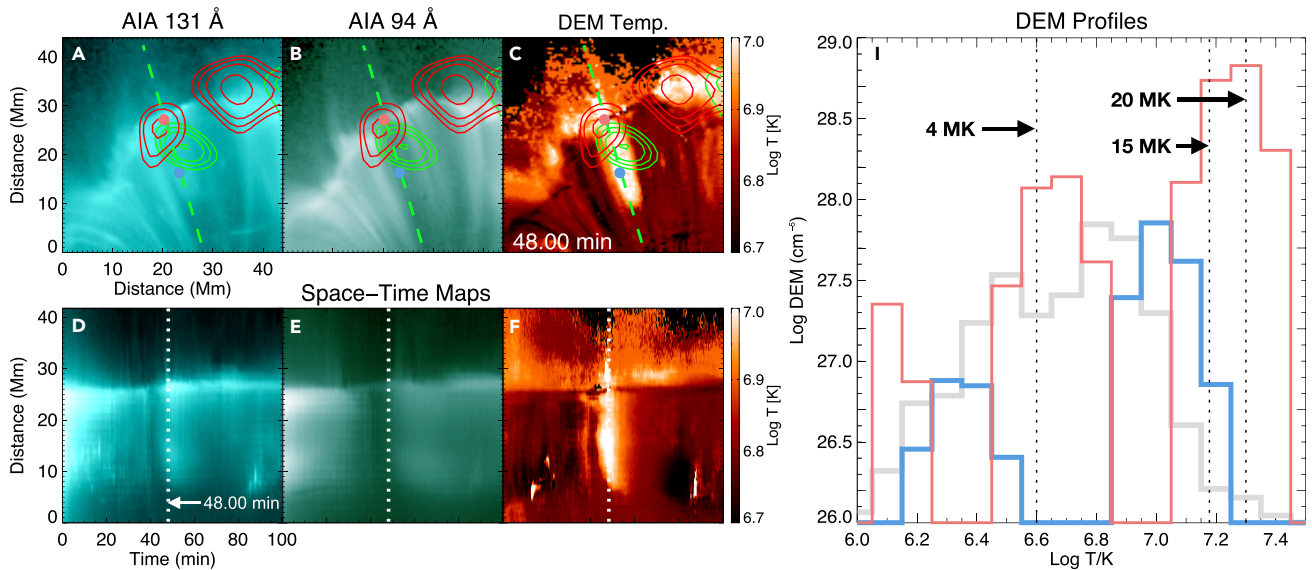 AIA 131 Å
AIA 94 Å
DEM Temp.
DEM Profiles
A
B
C
48.00 min
Distance (Mm)
40
30
20
10
0
0
20
40
Distance (Mm)
7.0
6.9
6.8
6.7
Log T [K]
Space–Time Maps
D
E
F
48.00 min
Distance (Mm)
40
30
20
10
0
0
20
40
60
80
100
Time (min)
7.0
6.9
6.8
6.7
Log T [K]
I
4 MK
20 MK
15 MK
Log DEM (cm⁻⁵)
29.0
28.5
28.0
27.5
27.0
26.5
26.0
6.0
6.2
6.4
6.6
6.8
7.0
7.2
7.4
Log T/K